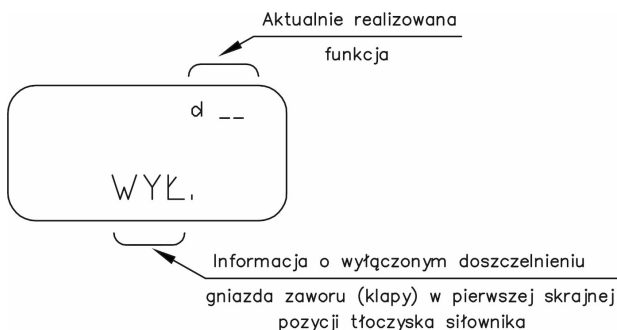 Aktualnie realizowana
funkcja
d __
WYŁ.
Informacja o wyłączonym doszczelnieniu
gniazda zaworu (klapy) w pierwszej skrajnej
pozycji tłoczyska siłownika